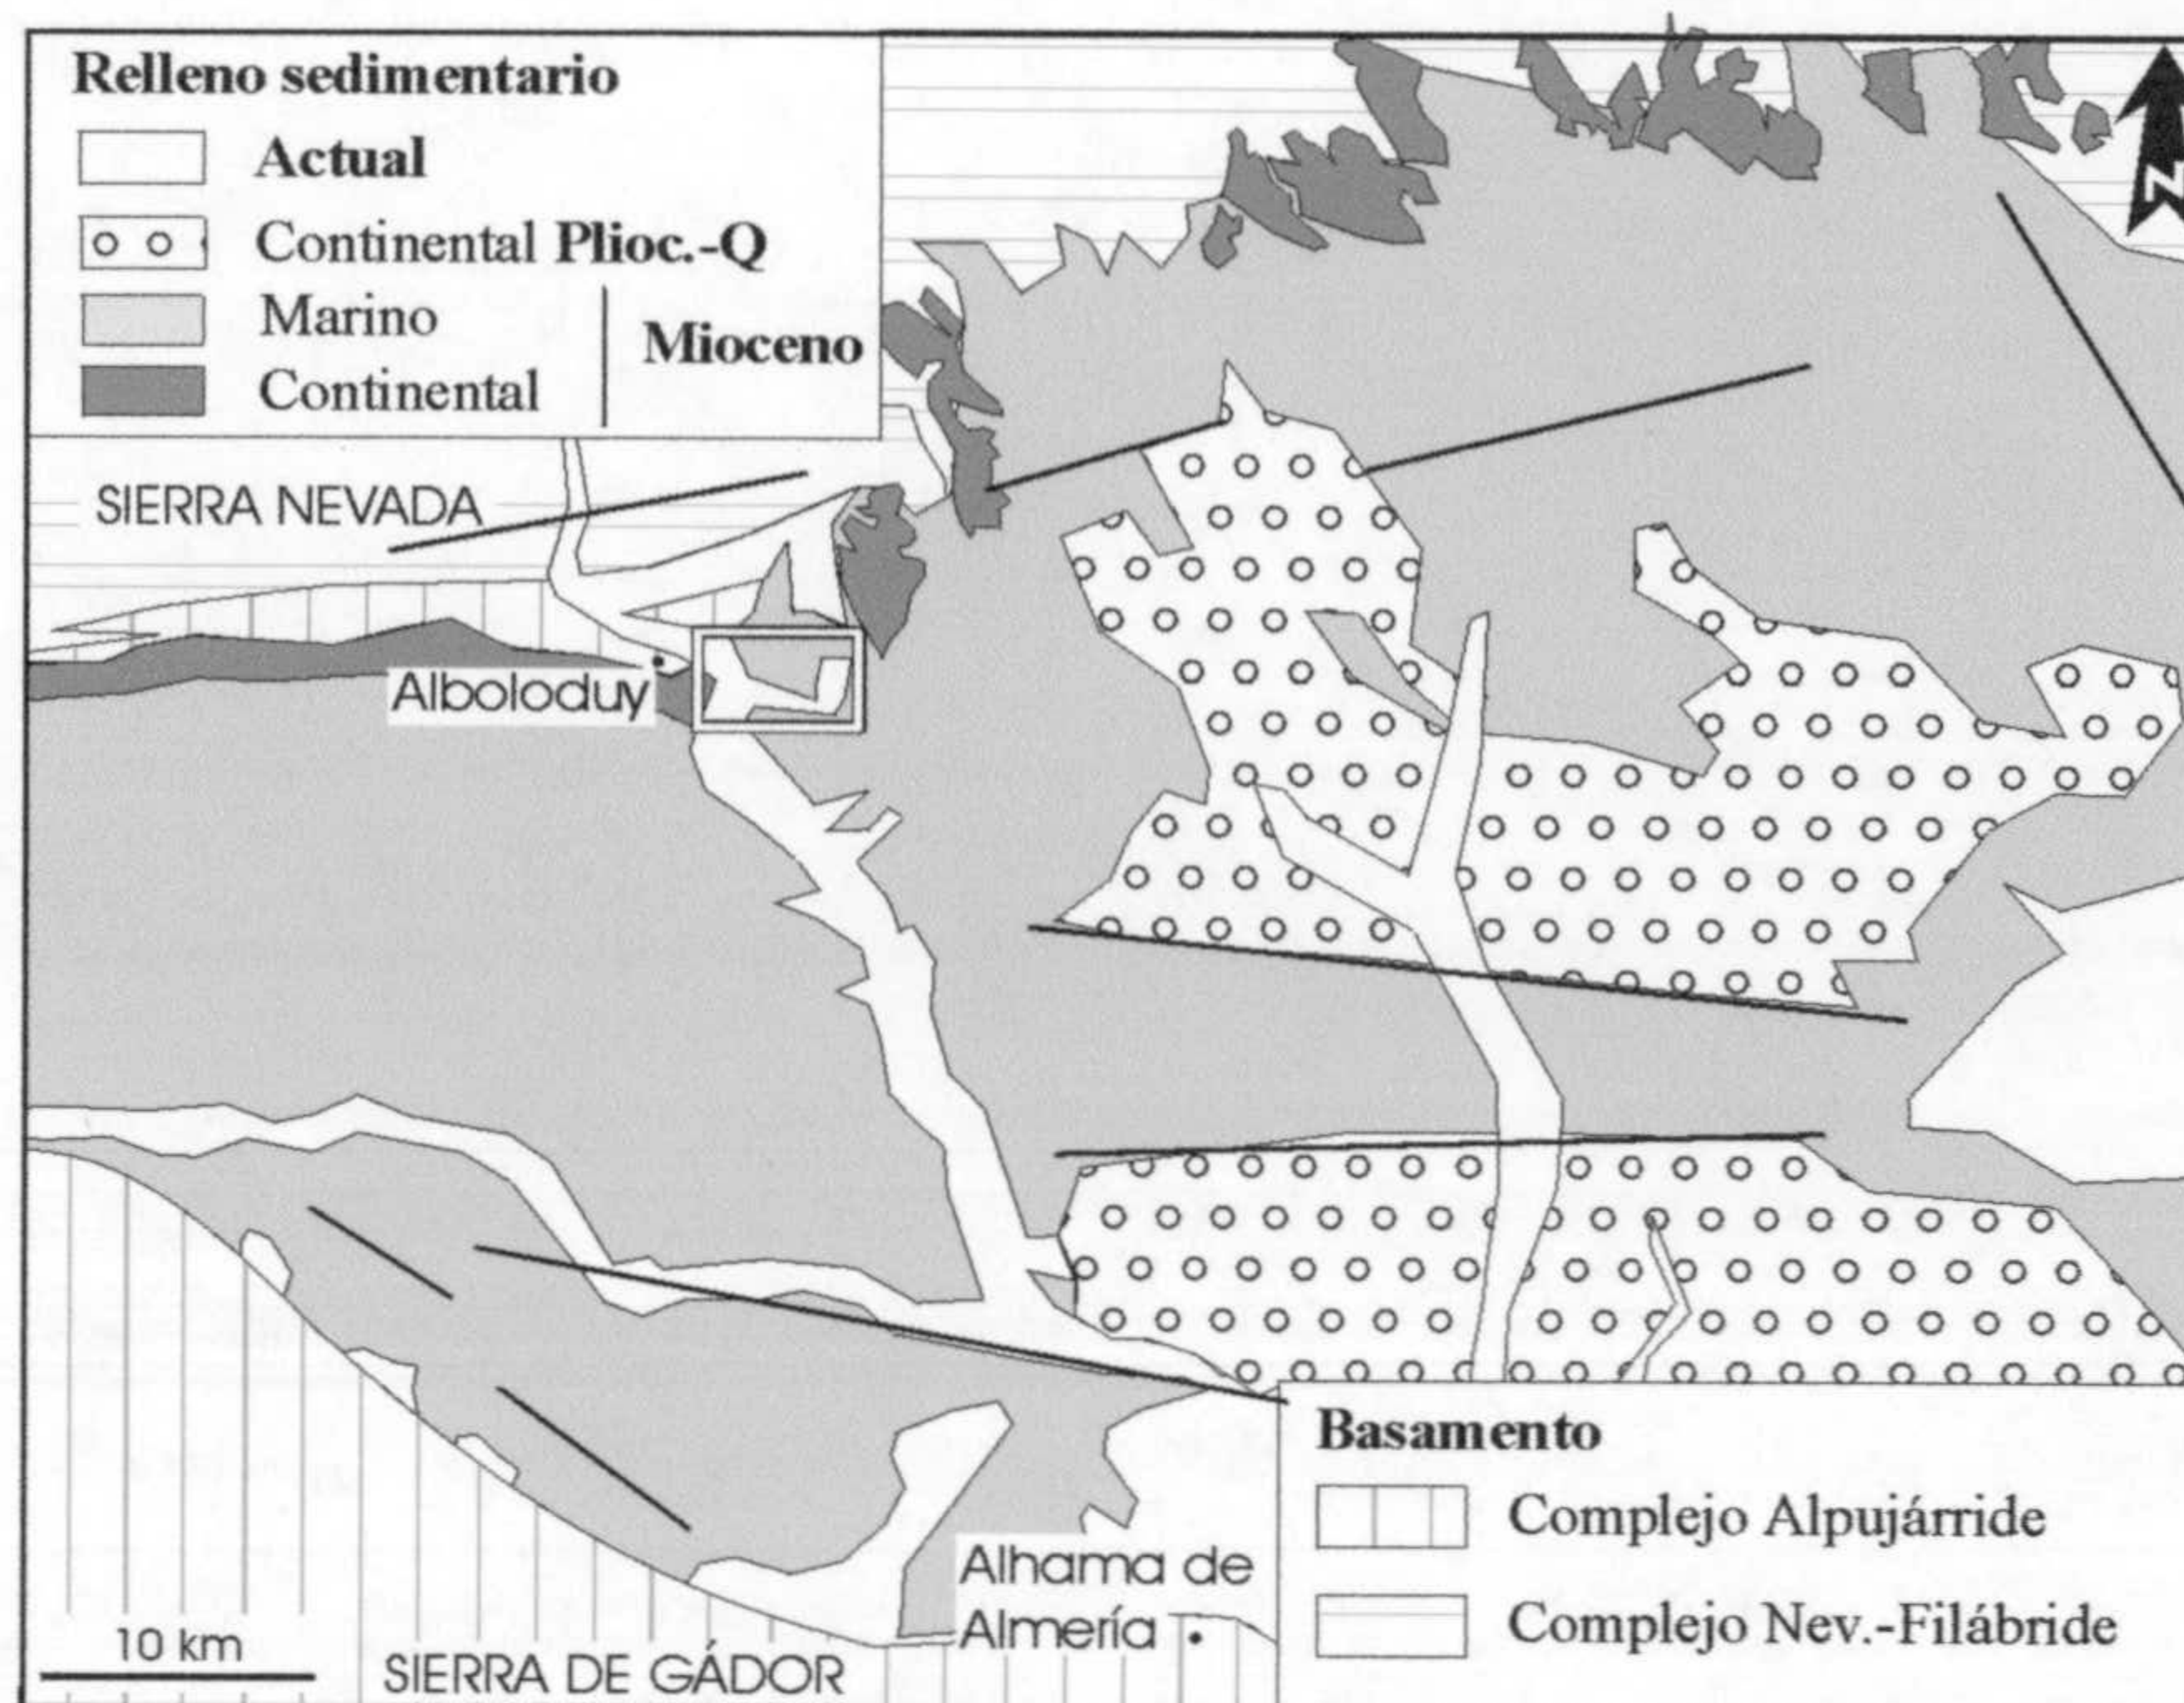 Relleno sedimentario
Actual
Continental Plioc.-Q
Marino
Continental
Mioceno
N
SIERRA NEVADA
Alboloduy
Basamento
Complejo Alpujárride
Complejo Nev.-Filábride
Alhama de
Almería
10 km
SIERRA DE GÁDOR